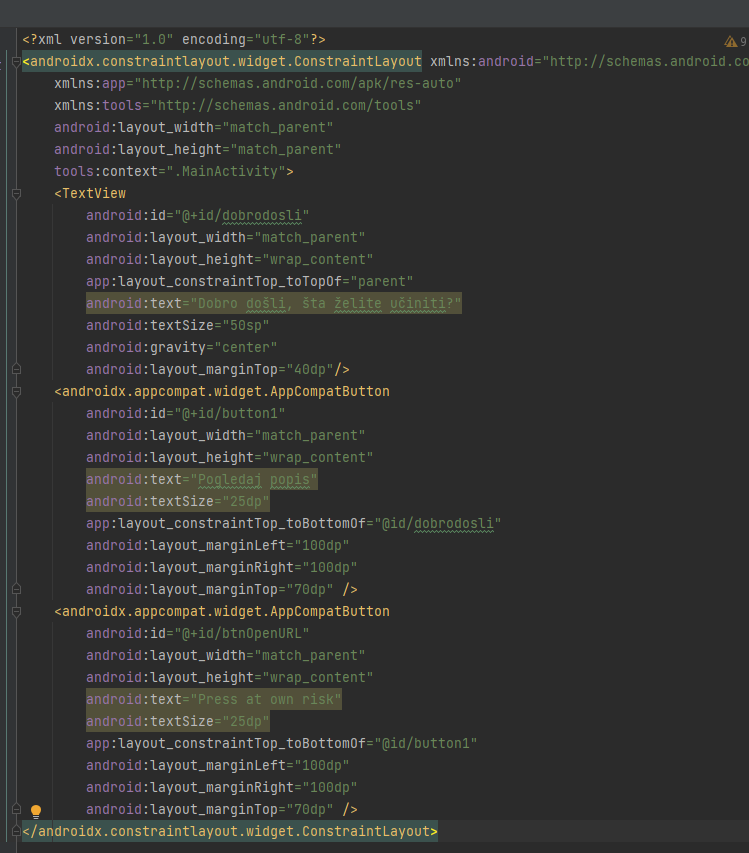 <?xml version="1.0" encoding="utf-8"?>
9
<androidx.constraintlayout.widget.ConstraintLayout xmlns:android="http://schemas.android.co
xmlns:app="http://schemas.android.com/apk/res-auto"
xmlns:tools="http://schemas.android.com/tools"
android:layout_width="match_parent"
android:layout_height="match_parent"
tools:context=".MainActivity">
<TextView
android:id="@+id/dobrodosli"
android:layout_width="match_parent"
android:layout_height="wrap_content"
app:layout_constraintTop_toTopOf="parent"
android:text="Dobro došli, šta želite učiniti?"
android:textSize="50sp"
android:gravity="center"
android:layout_marginTop="40dp"/>
<androidx.appcompat.widget.AppCompatButton
android:id="@+id/button1"
android:layout_width="match_parent"
android:layout_height="wrap_content"
android:text="Pogledaj popis"
android:textSize="25dp"
app:layout_constraintTop_toBottomOf="@id/dobrodosli"
android:layout_marginLeft="100dp"
android:layout_marginRight="100dp"
android:layout_marginTop="70dp" />
<androidx.appcompat.widget.AppCompatButton
android:id="@+id/btnOpenURL"
android:layout_width="match_parent"
android:layout_height="wrap_content"
android:text="Press at own risk"
android:textSize="25dp"
app:layout_constraintTop_toBottomOf="@id/button1"
android:layout_marginLeft="100dp"
android:layout_marginRight="100dp"
android:layout_marginTop="70dp" />
</androidx.constraintlayout.widget.ConstraintLayout>